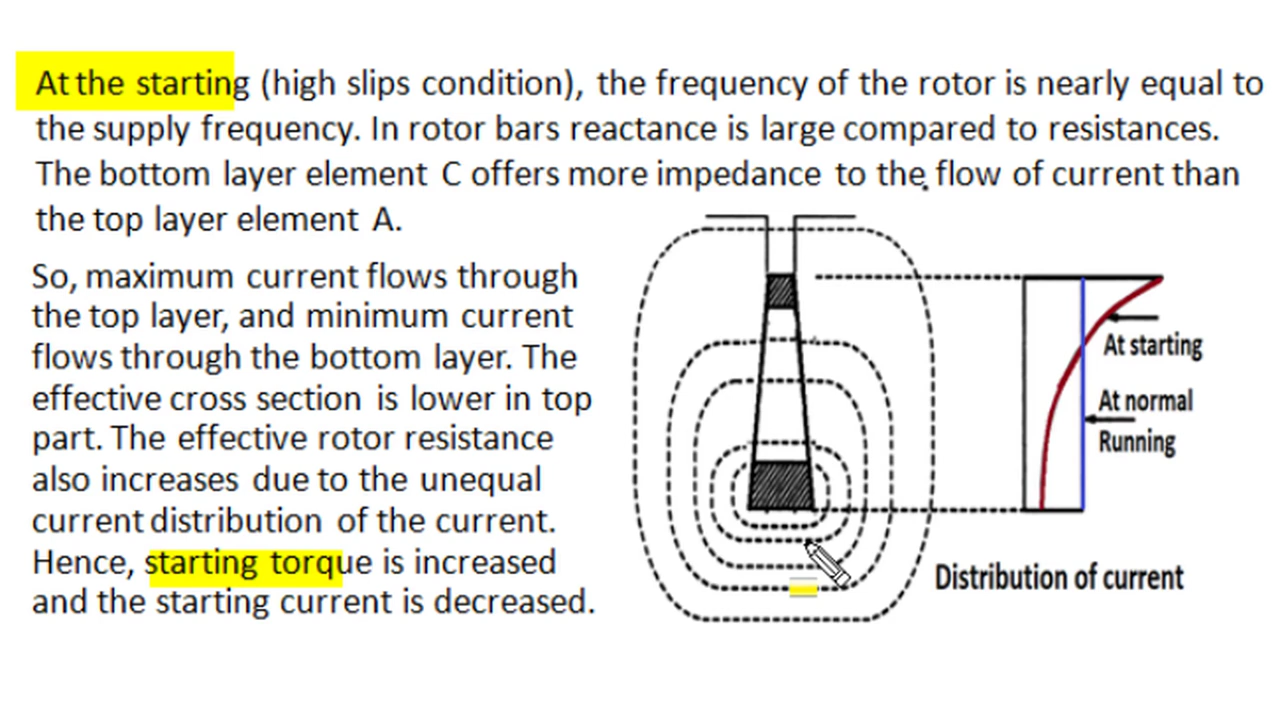 At the starting (high slips condition), the frequency of the rotor is nearly equal to
the supply frequency. In rotor bars reactance is large compared to resistances.
The bottom layer element C offers more impedance to the flow of current than
the top layer element A.
So, maximum current flows through
the top layer, and minimum current
flows through the bottom layer. The
effective cross section is lower in top
part. The effective rotor resistance
also increases due to the unequal
current distribution of the current.
Hence, starting torque is increased
and the starting current is decreased.
At starting
At normal
Running
Distribution of current